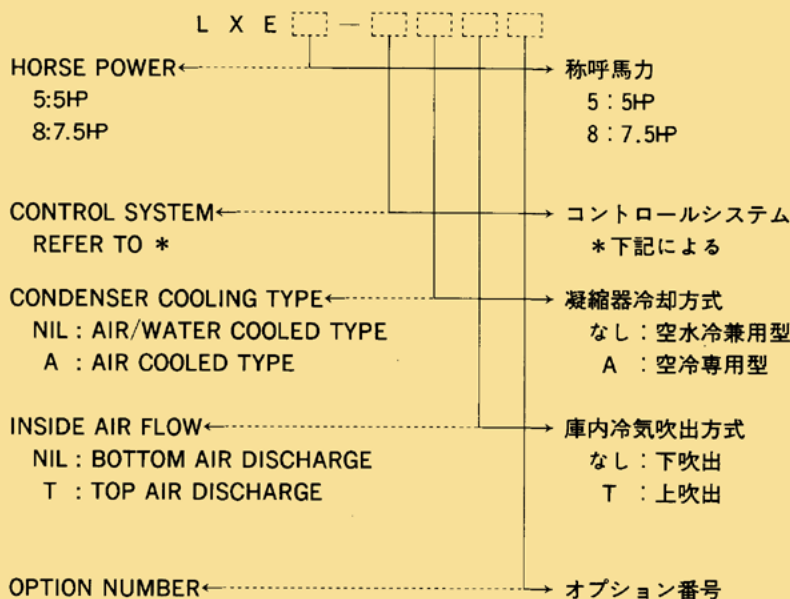 L X E —
HORSE POWER 称呼馬力
5:5HP 5:5HP
8:7.5HP 8:7.5HP
CONTROL SYSTEM コントロールシステム
REFER TO * *下記による
CONDENSER COOLING TYPE 凝縮器冷却方式
NIL : AIR/WATER COOLED TYPE なし:空水冷兼用型
A : AIR COOLED TYPE A :空冷専用型
INSIDE AIR FLOW 庫内冷気吹出方式
NIL: BOTTOM AIR DISCHARGE なし:下吹出
T : TOP AIR DISCHARGE T :上吹出
OPTION NUMBER オプション番号